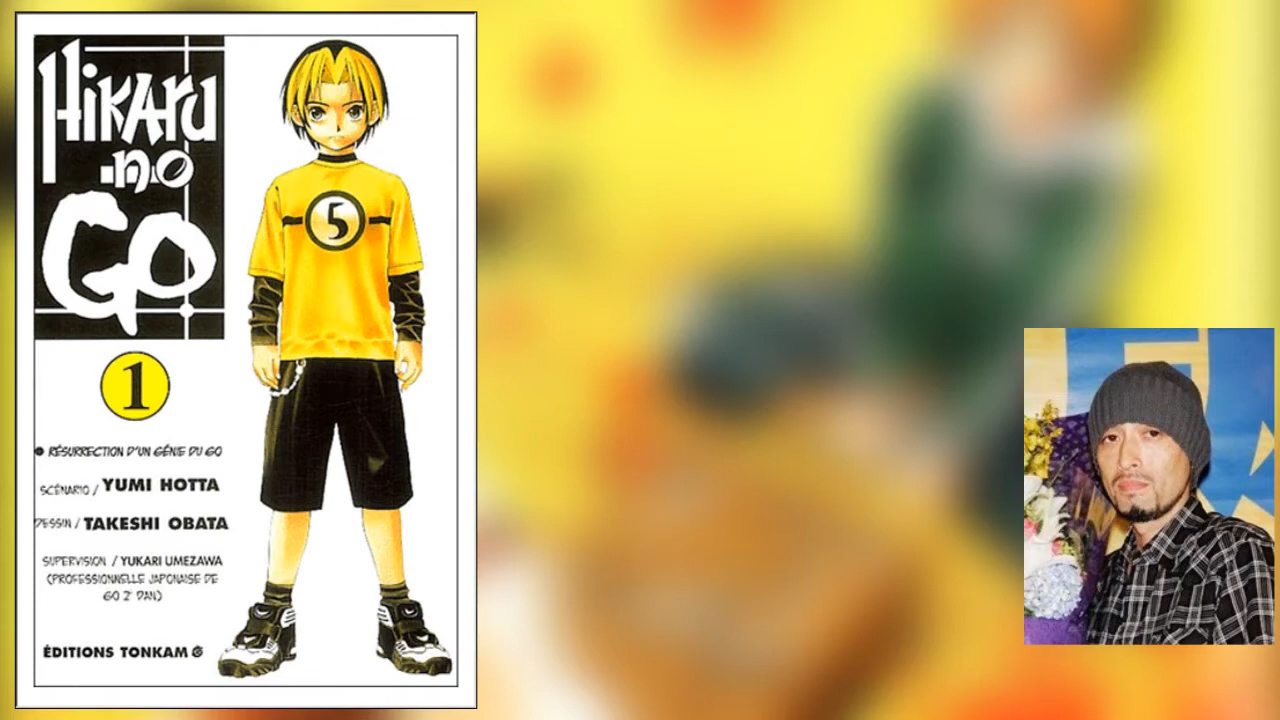 HiKAru
no
GO
5
1
RÉSURRECTION D'UN GÉNIE DU GO
SCÉNARIO / YUMI HOTTA
DESSIN / TAKESHI OBATA
SUPERVISION / YUKARI UMEZAWA
(PROFESSIONNELLE JAPONAISE DE
GO 2e DAN)
ÉDITIONS TONKAM